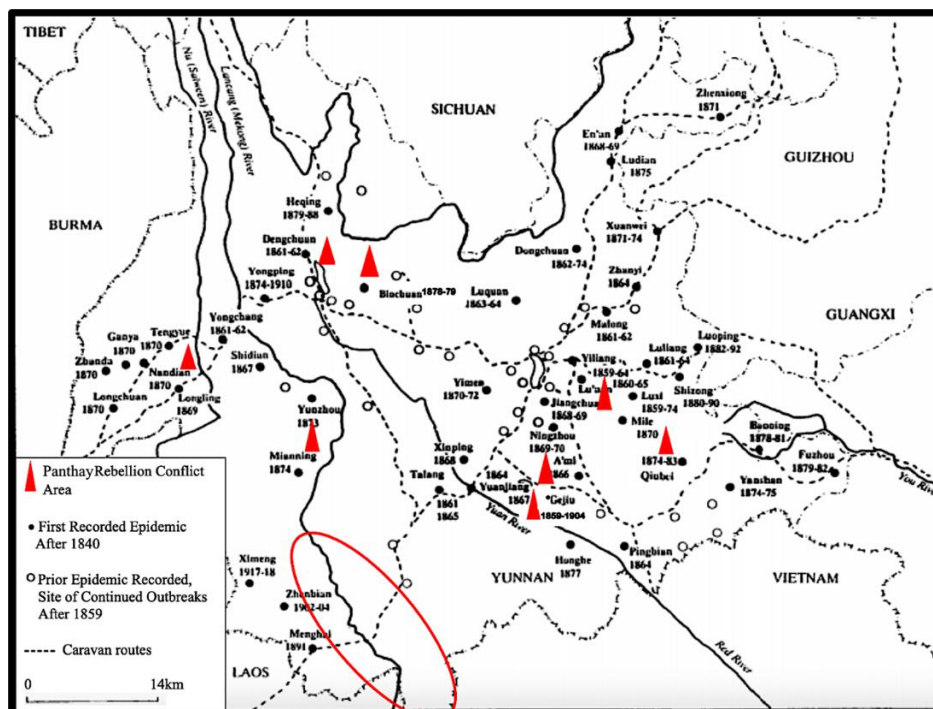 TIBET
Nu (Salween) River
Lancang (Mekong) River
SICHUAN
Zhenxiong
1871
En'an
1868-69
Ludian
1875
GUIZHOU
Heqing
1879-88
BURMA
Dengchuan
1861-62
Xuanwei
1871-74
Dongchuan
1862-74
Yongping
1874-1910
Binchuan 1878-79
Luquan
1863-64
Zhanyi
1864
GUANGXI
Yongchang
1861-62
Malong
1861-62
Tengyue
1870
Ganya
1870
Zhanda
1870
Nandian
1870
Shidian
1867
Luliang
1861-64
Luoping
1882-92
Yiliang
1859-64
1860-65
Longchuan
1870
Longling
1869
Yunzhou
1873
Yimen
1870-72
Jiangchuan
1868-69
Luxi
1859-74
Shizong
1880-90
Mile
1870
Ningzhou
1869-70
Baoning
1878-81
Mianning
1874
Xinping
1868
A'mi
1866
1874-83
Qiubei
Fuzhou
1879-82
You River
Talang
1861
1865
1864
Yuanjiang
1867
Gejiu
1859-1904
Yanshan
1874-75
Yuan River
Honghe
1877
Pingbian
1864
YUNNAN
VIETNAM
Ximeng
1917-18
Zhenbian
1902-04
Menghai
1891
LAOS
Red River
Panthay Rebellion Conflict
Area
First Recorded Epidemic
After 1840
Prior Epidemic Recorded,
Site of Continued Outbreaks
After 1859
Caravan routes
0 14km